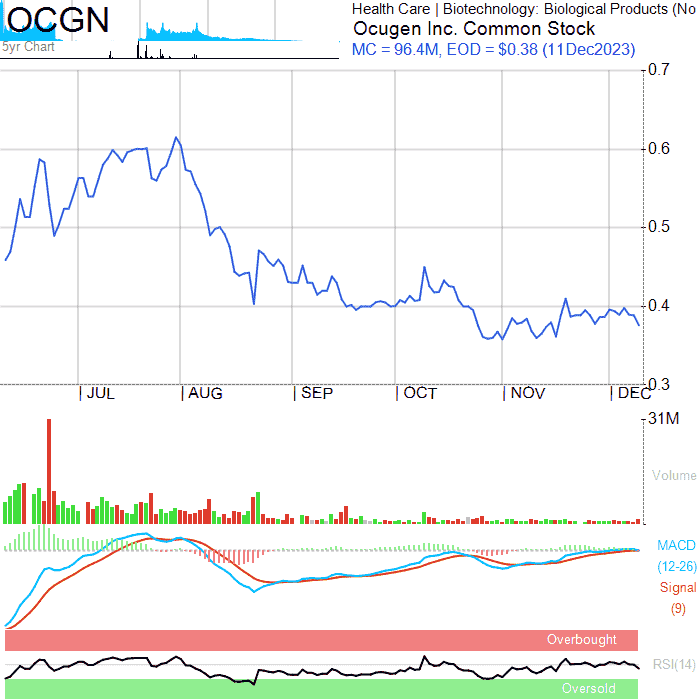 OCGN
5yr Chart
Health Care | Biotechnology: Biological Products (No
Ocugen Inc. Common Stock
MC = 96.4M, EOD = $0.38 (11Dec2023)
0.7
0.6
0.5
0.4
0.3
| JUL | AUG | SEP | OCT | NOV | DEC
31M
Volume
MACD
(12-26)
Signal
(9)
Overbought
RSI(14)
Oversold